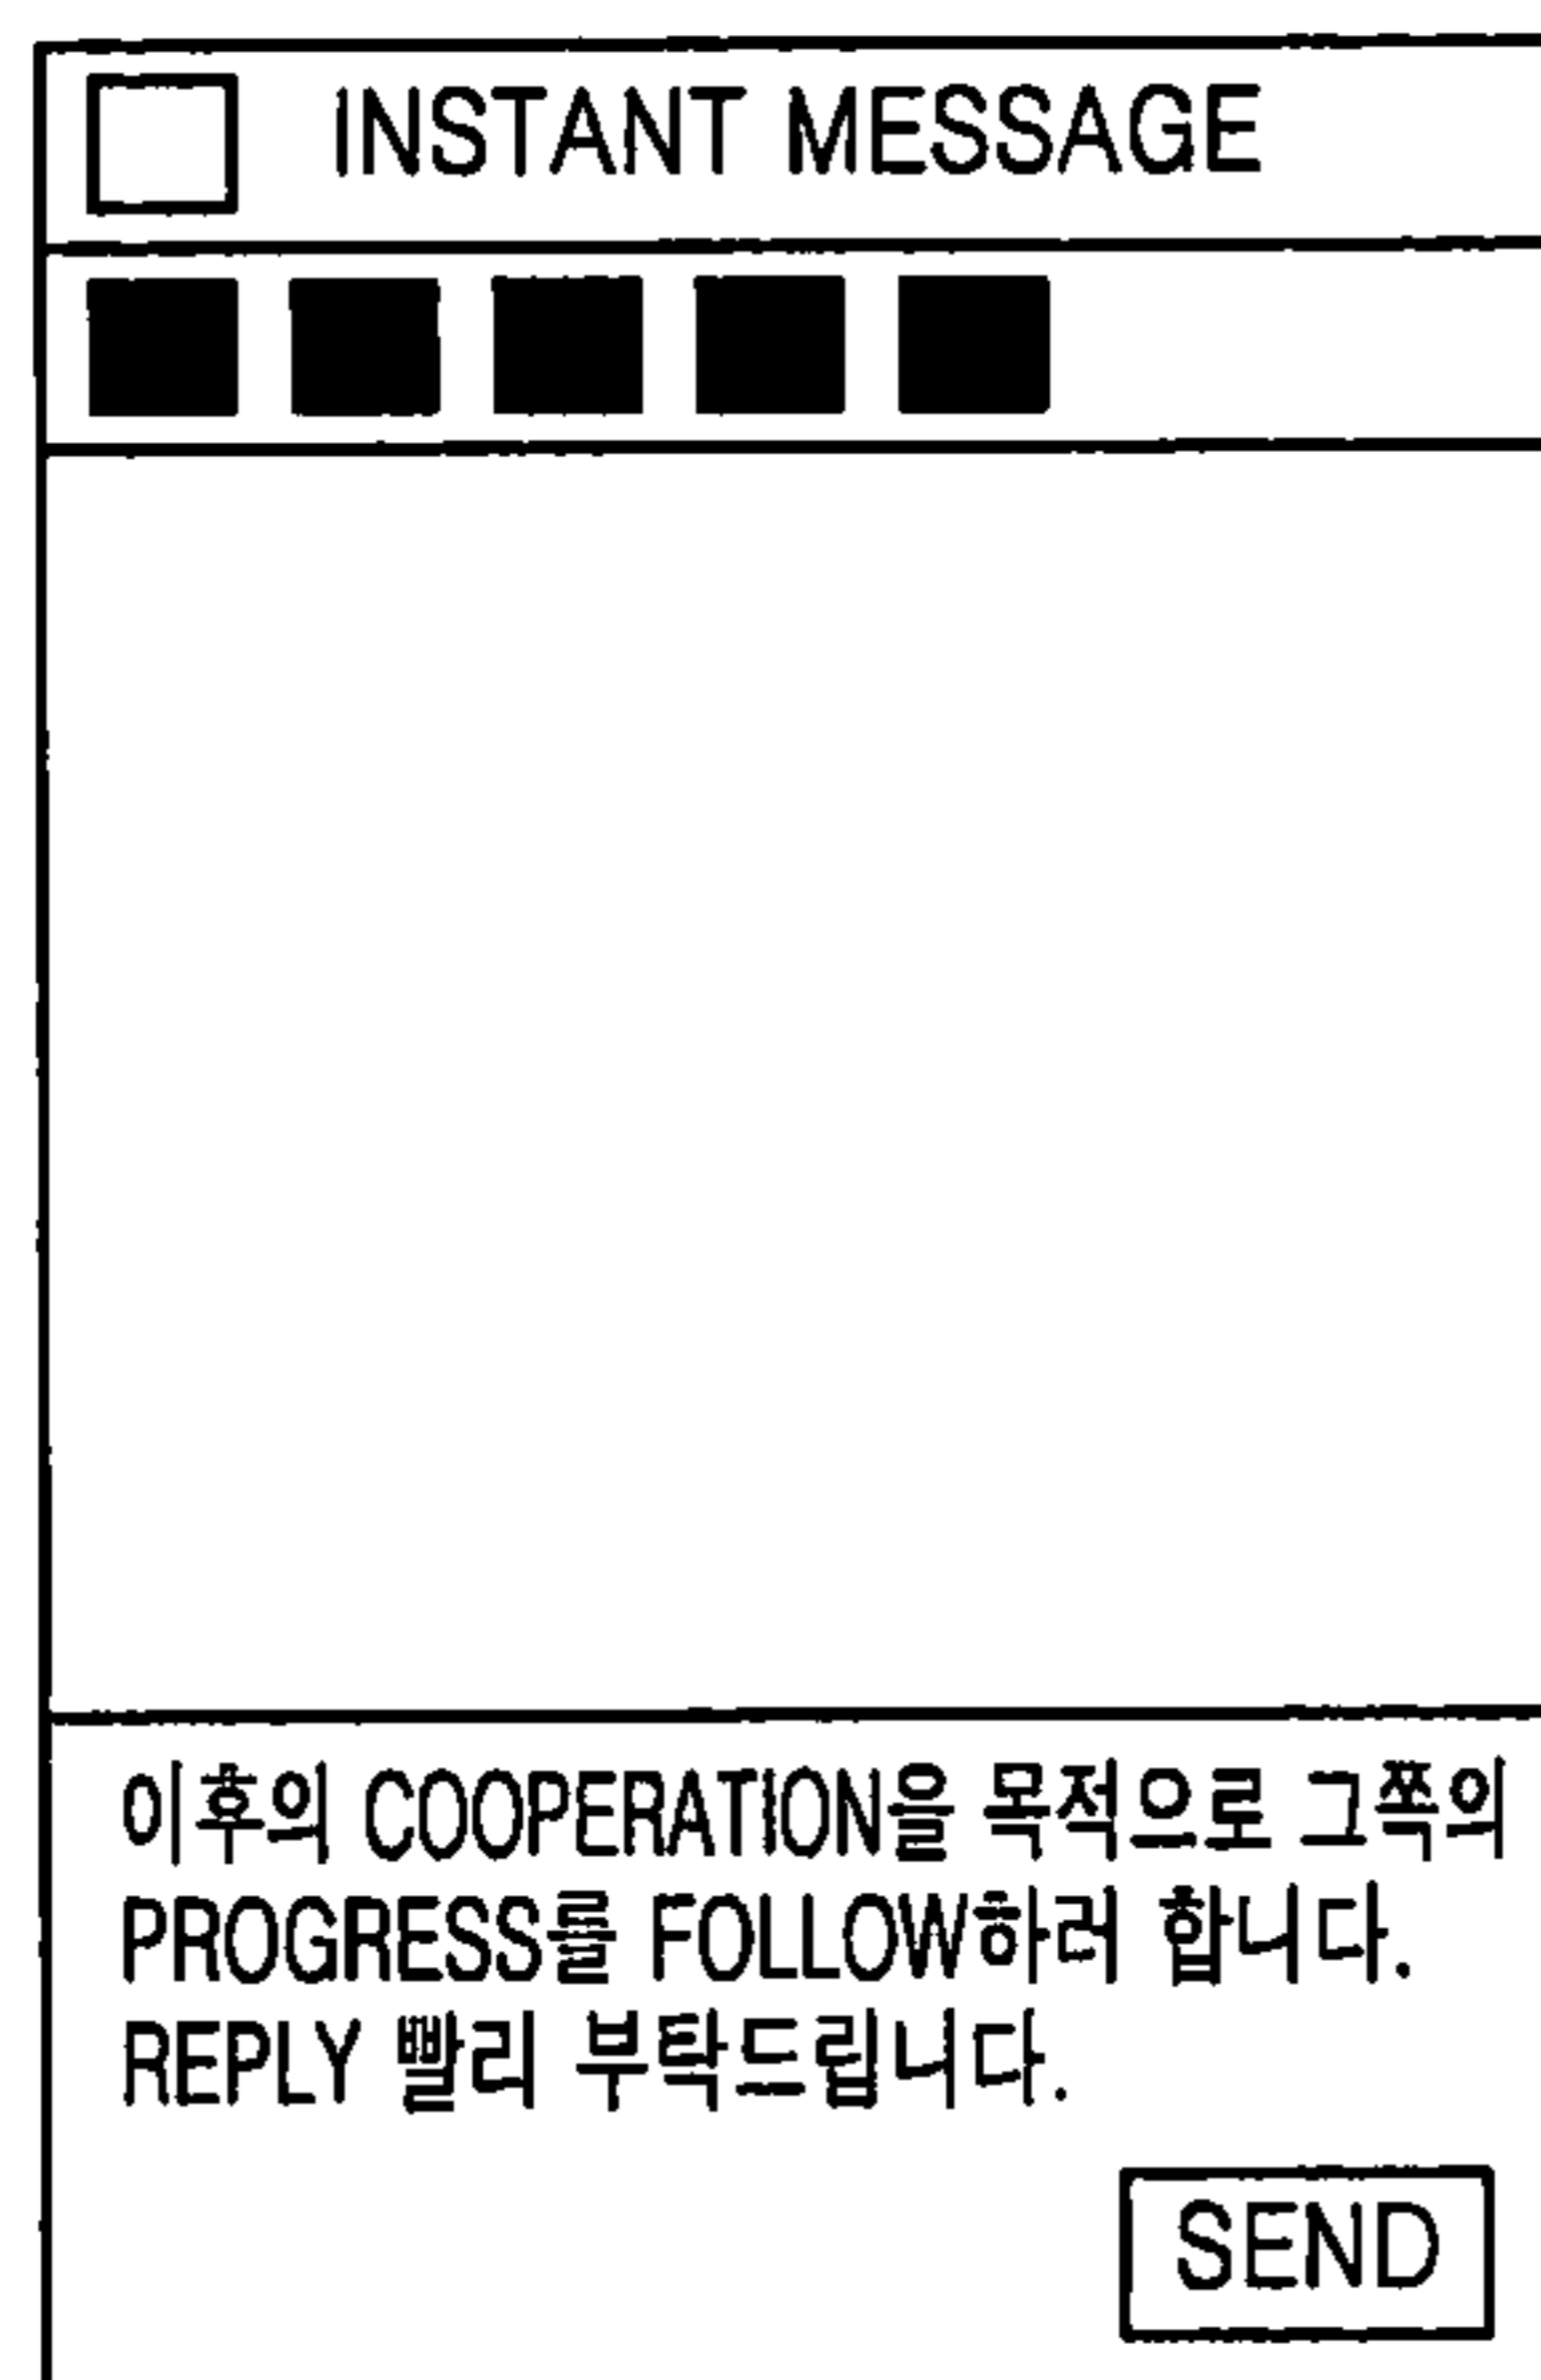 INSTANT MESSAGE
이후의 COOPERATION을 목적으로 그쪽의
PROGRESS를 FOLLOW하려 합니다.
REPLY 빨리 부탁드립니다.
SEND